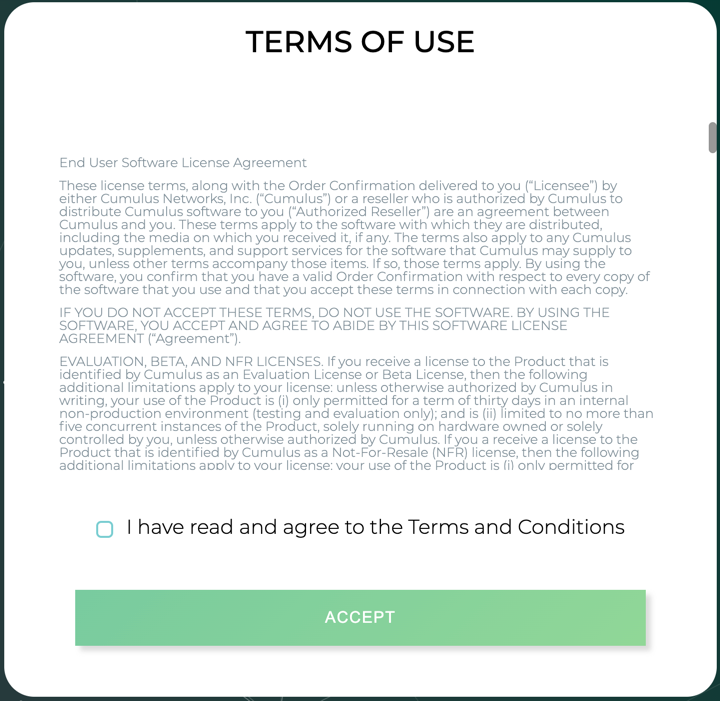 TERMS OF USE
End User Software License Agreement
These license terms, along with the Order Confirmation delivered to you (“Licensee”) by
either Cumulus Networks, Inc. (“Cumulus”) or a reseller who is authorized by Cumulus to
distribute Cumulus software to you (“Authorized Reseller”) are an agreement between
Cumulus and you. These terms apply to the software with which they are distributed,
including the media on which you received it, if any. The terms also apply to any Cumulus
updates, supplements, and support services for the software that Cumulus may supply to
you, unless other terms accompany those items. If so, those terms apply. By using the
software, you confirm that you have a valid Order Confirmation with respect to every copy of
the software that you use and that you accept these terms in connection with each copy.
IF YOU DO NOT ACCEPT THESE TERMS, DO NOT USE THE SOFTWARE. BY USING THE
SOFTWARE, YOU ACCEPT AND AGREE TO ABIDE BY THIS SOFTWARE LICENSE
AGREEMENT (“Agreement”).
EVALUATION, BETA, AND NFR LICENSES. If you receive a license to the Product that is
identified by Cumulus as an Evaluation License or Beta License, then the following
additional limitations apply to your license: unless otherwise authorized by Cumulus in
writing, your use of the Product is (i) only permitted for a term of thirty days in an internal
non-production environment (testing and evaluation only); and is (ii) limited to no more than
five concurrent instances of the Product, solely running on hardware owned or solely
controlled by you, unless otherwise authorized by Cumulus. If you a receive a license to the
Product that is identified by Cumulus as a Not-For-Resale (NFR) license, then the following
additional limitations apply to your license: your use of the Product is (i) only permitted for
I have read and agree to the Terms and Conditions
ACCEPT